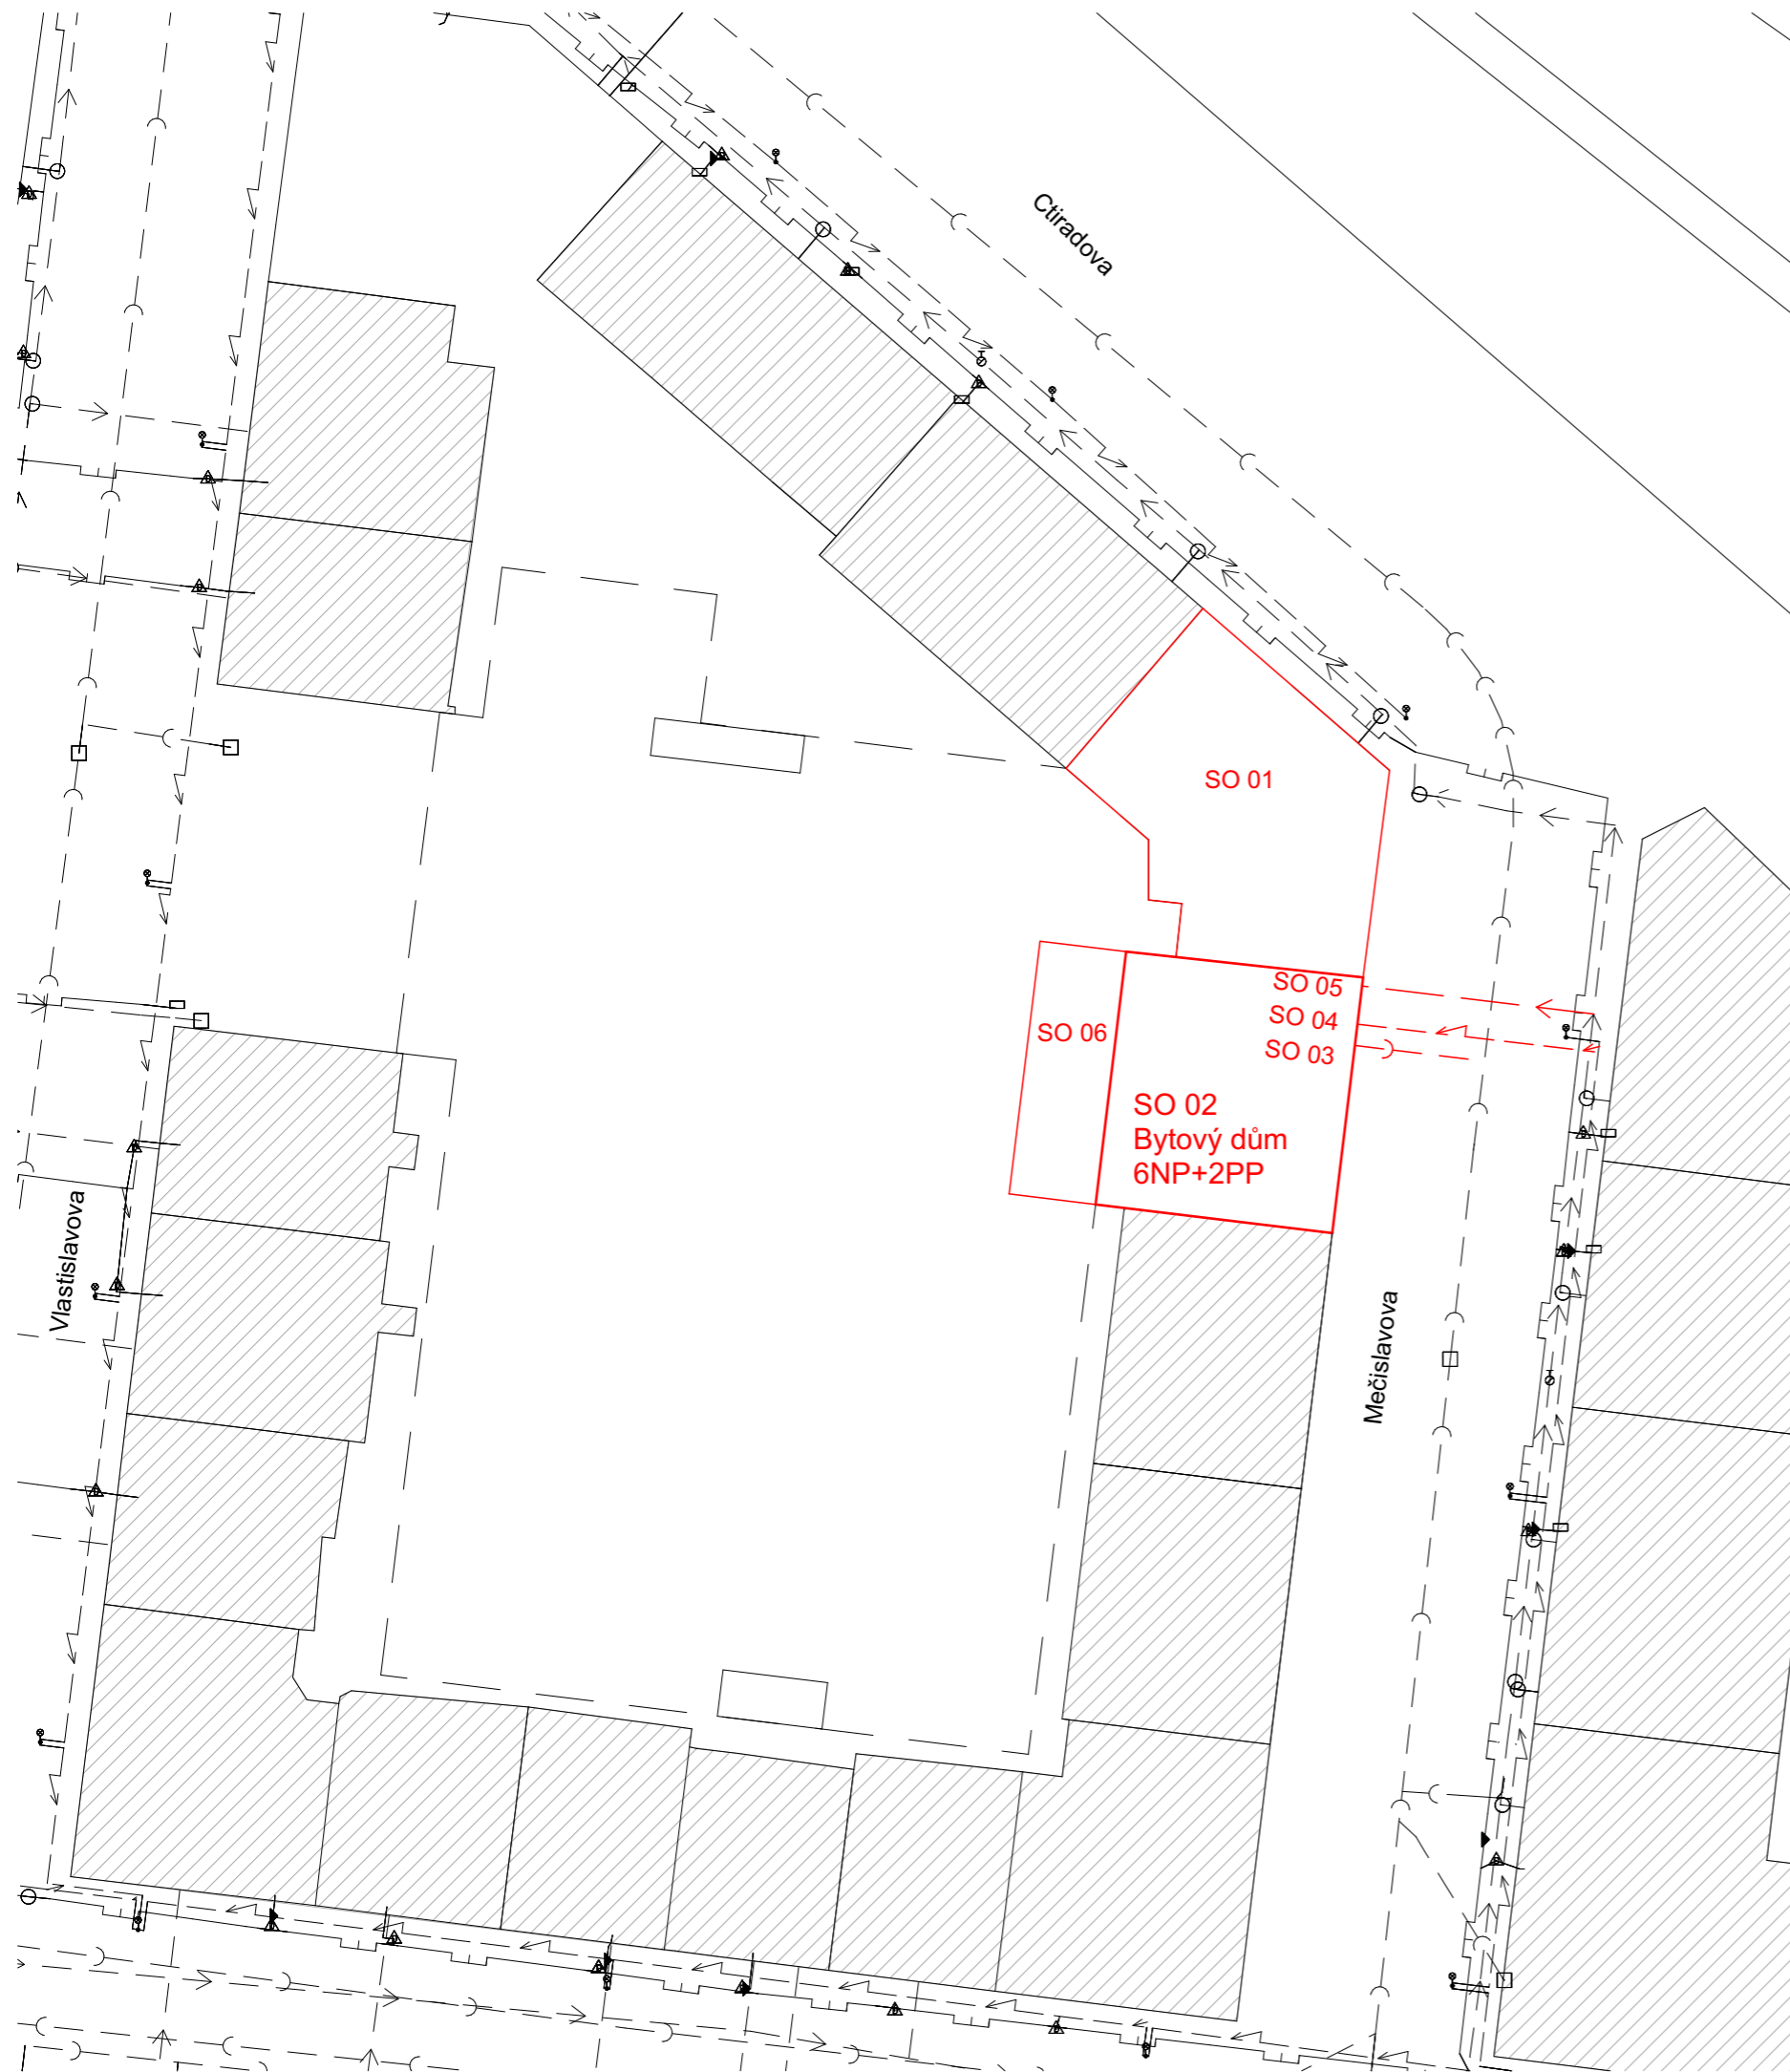 Ctiradova
SO 01
SO 05
SO 04
SO 06
SO 03
SO 02
Bytový dům
6NP+2PP
Vlastislavova
Mečislavova